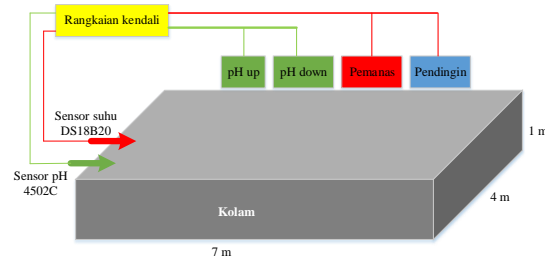 Rangkaian kendali
pH up
pH down
Pemanas
Pendingin
Sensor suhu
DS18B20
Sensor pH
4502C
Kolam
1 m
4 m
7 m